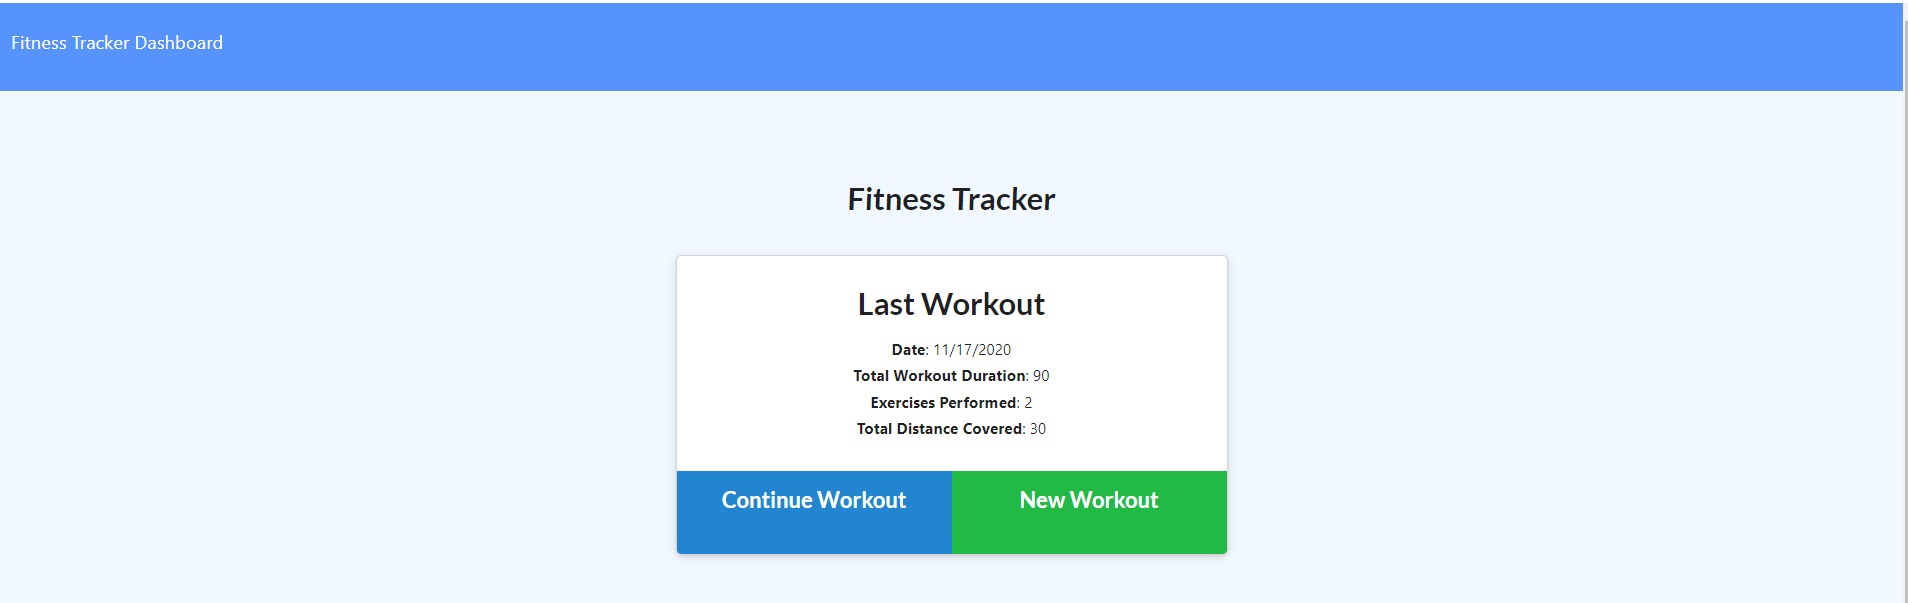 Fitness Tracker Dashboard
Fitness Tracker
Last Workout
Date: 11/17/2020
Total Workout Duration: 90
Exercises Performed: 2
Total Distance Covered: 30
Continue Workout
New Workout